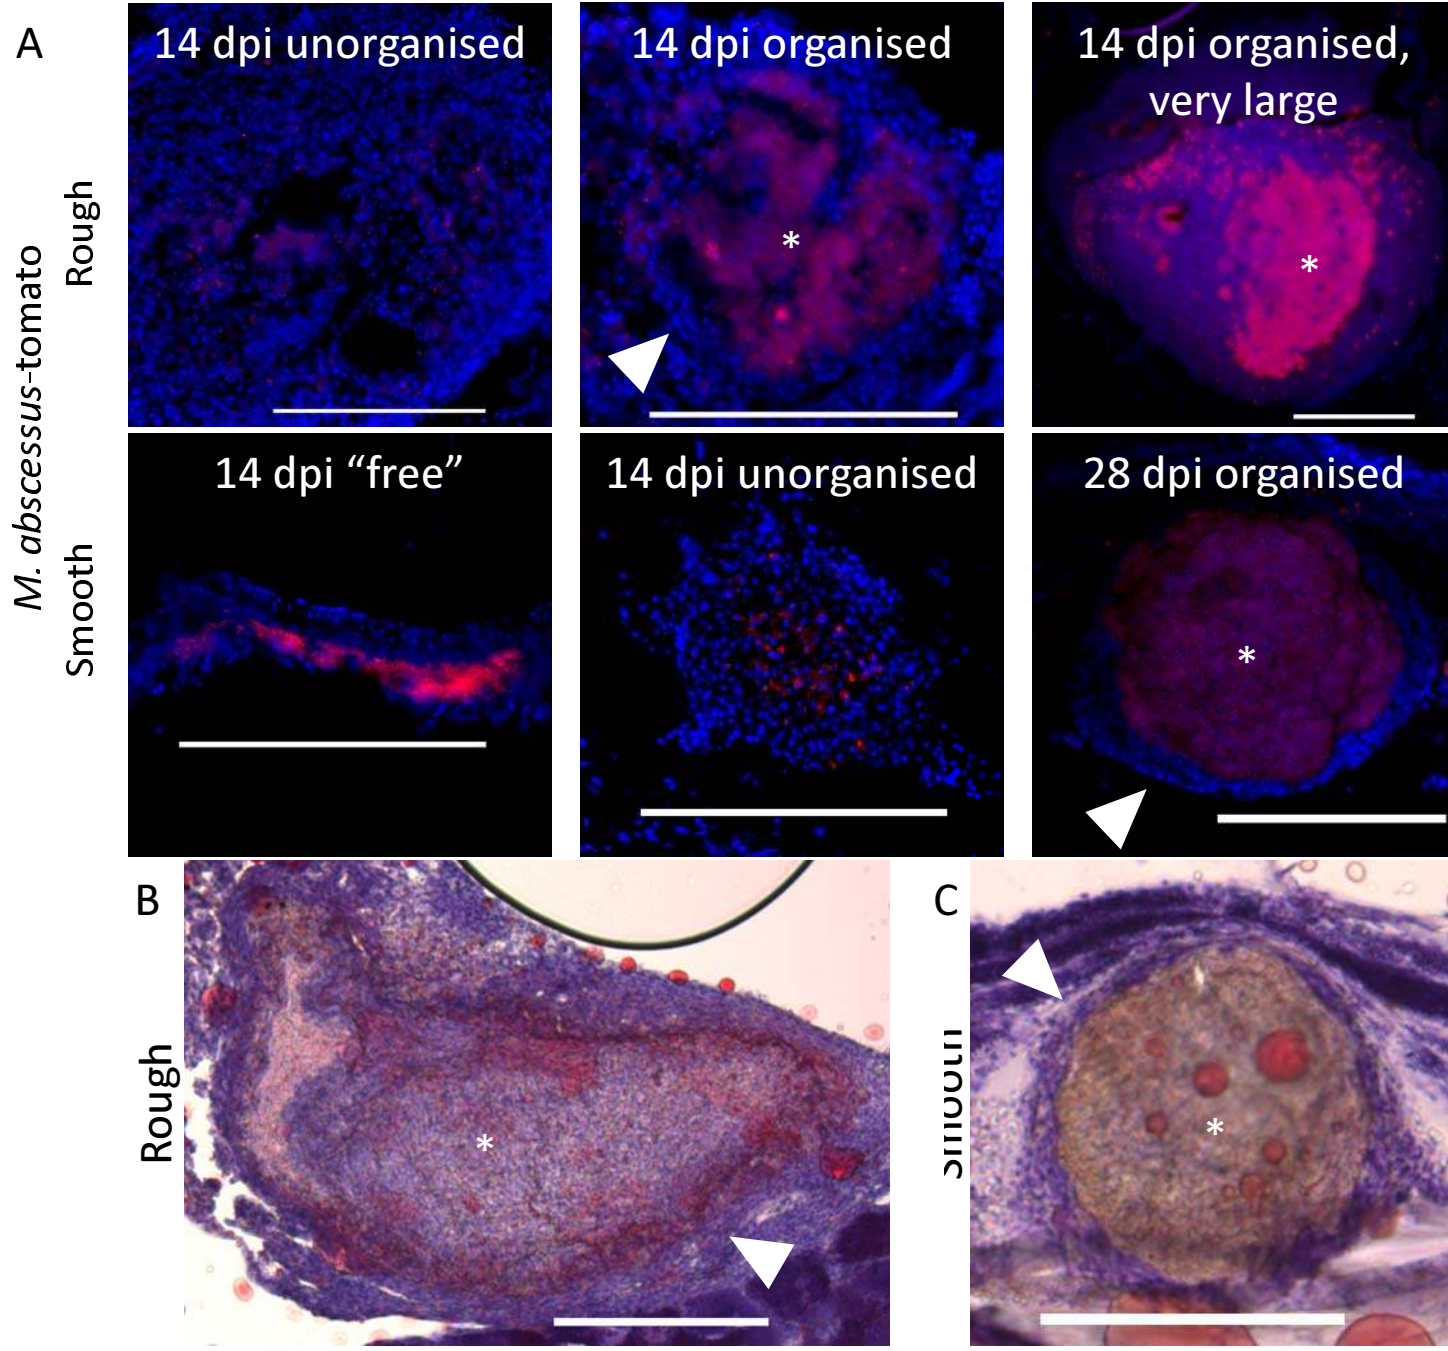 A
14 dpi unorganised
14 dpi organised
14 dpi organised,
very large
M. abscessus-tomato
Rough
*
*
14 dpi “free”
14 dpi unorganised
28 dpi organised
Smooth
*
B
Rough
*
C
Smooth
*